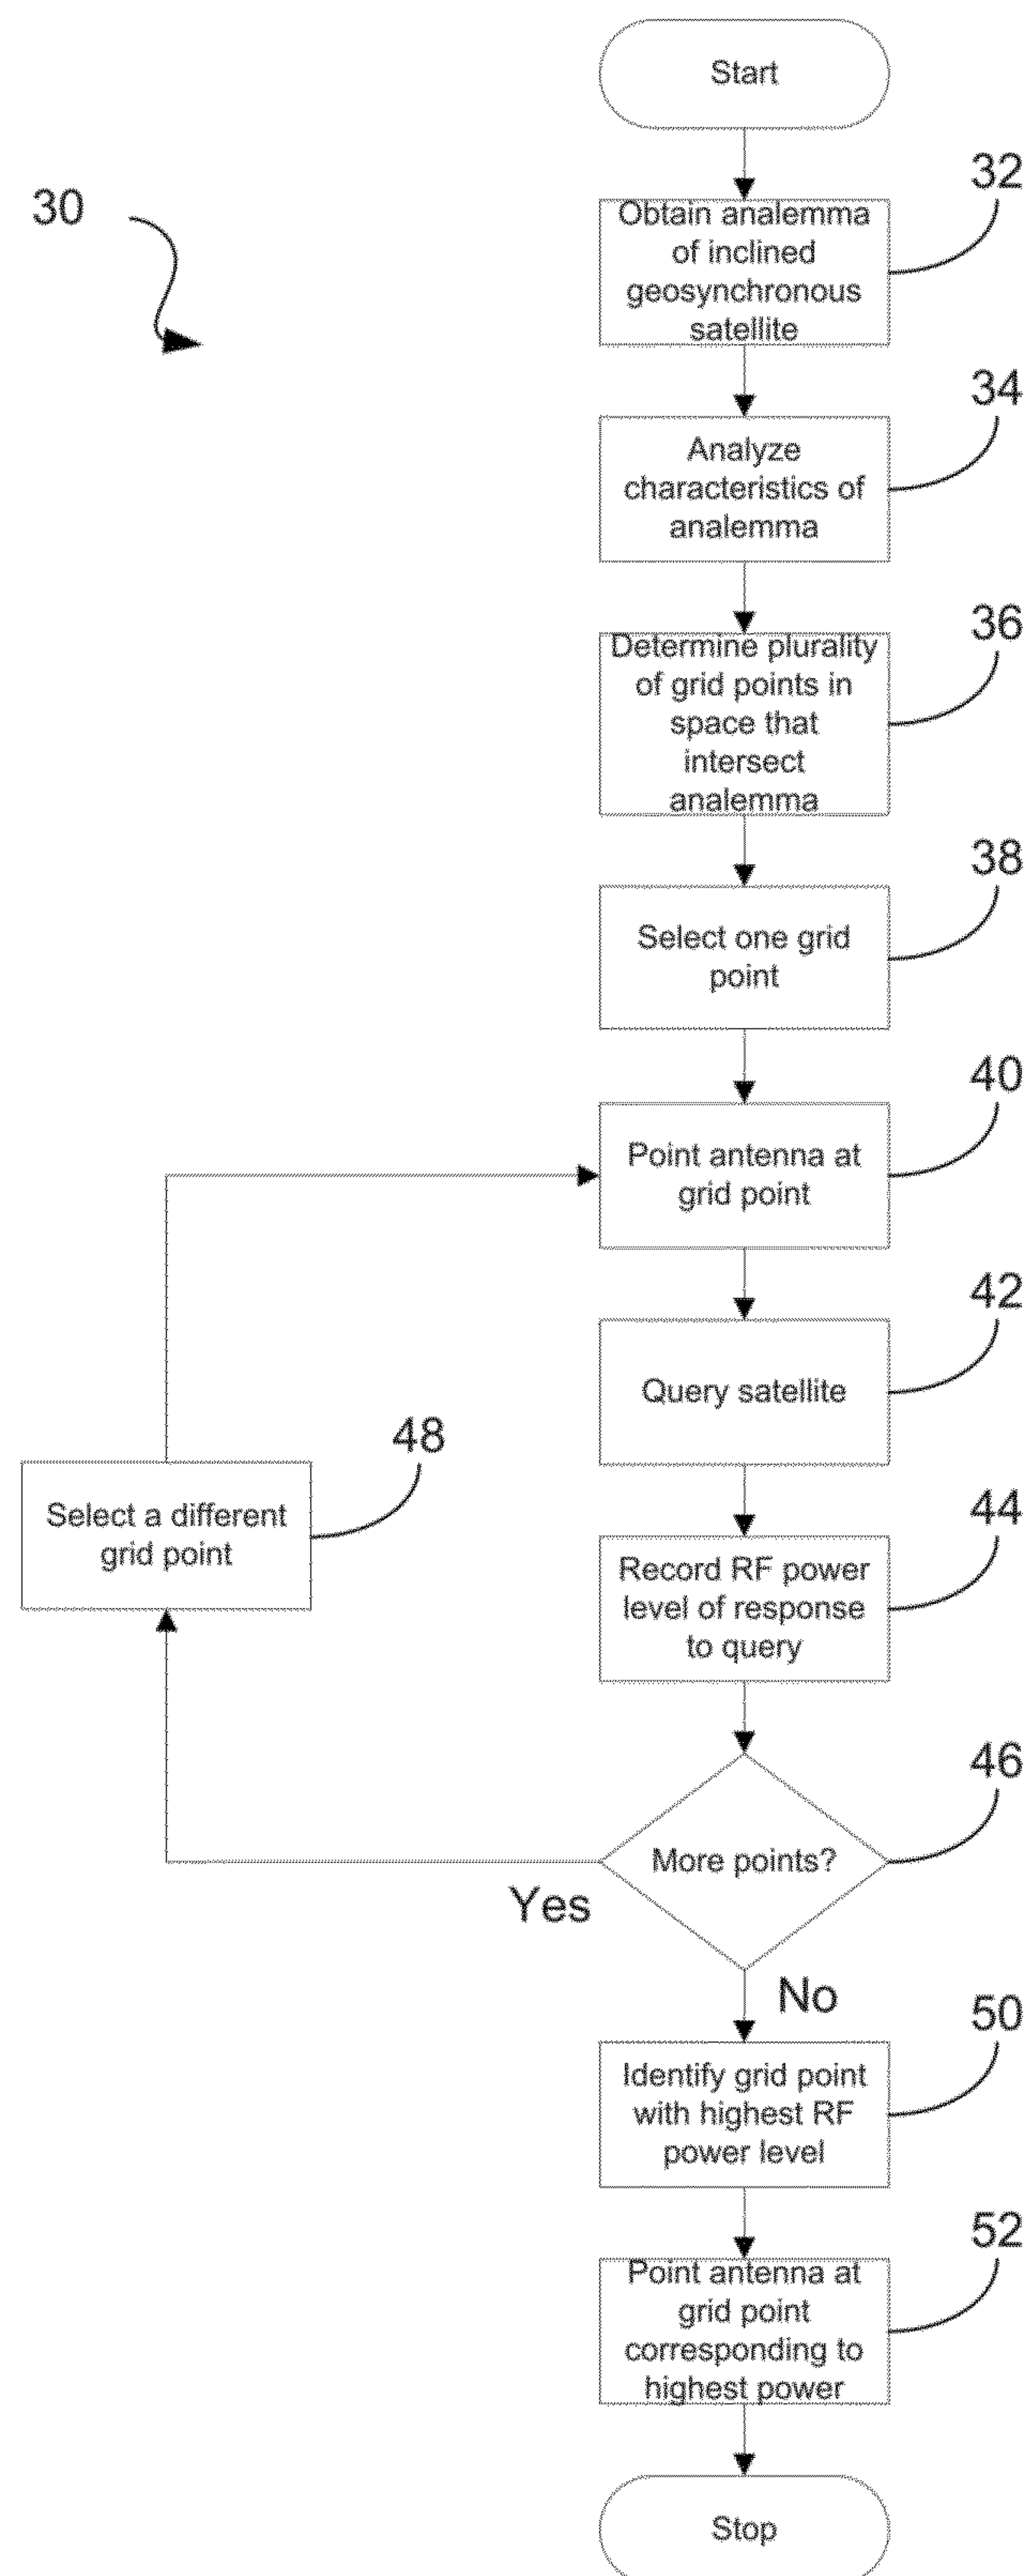 Start
30
32
Obtain analemma
of inclined
geosynchronous
satellite
34
Analyze
characteristics of
analemma
36
Determine plurality
of grid points in
space that
intersect
analemma
38
Select one grid
point
40
Point antenna at
grid point
42
Query satellite
48
Select a different
grid point
44
Record RF power
level of response
to query
46
More points?
Yes
No
50
Identify grid point
with highest RF
power level
52
Point antenna at
grid point
corresponding to
highest power
Stop